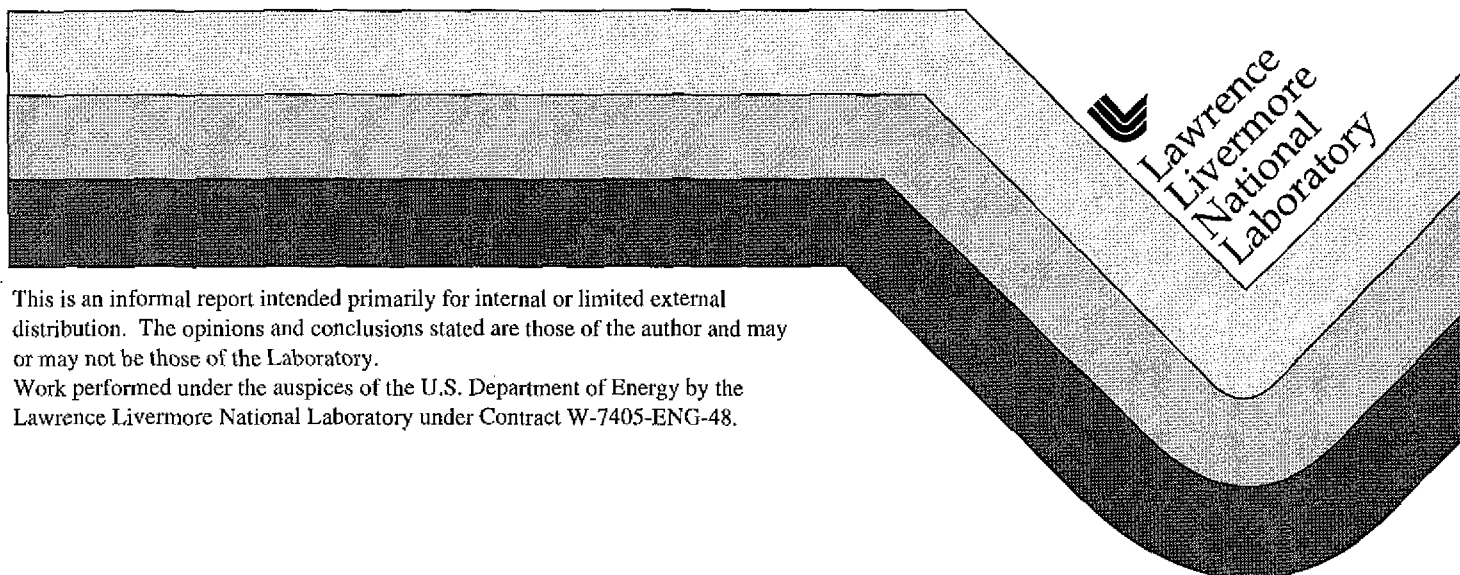 Lawrence
Livermore
National
Laboratory
This is an informal report intended primarily for internal or limited external
distribution. The opinions and conclusions stated are those of the author and may
or may not be those of the Laboratory.
Work performed under the auspices of the U.S. Department of Energy by the
Lawrence Livermore National Laboratory under Contract W-7405-ENG-48.